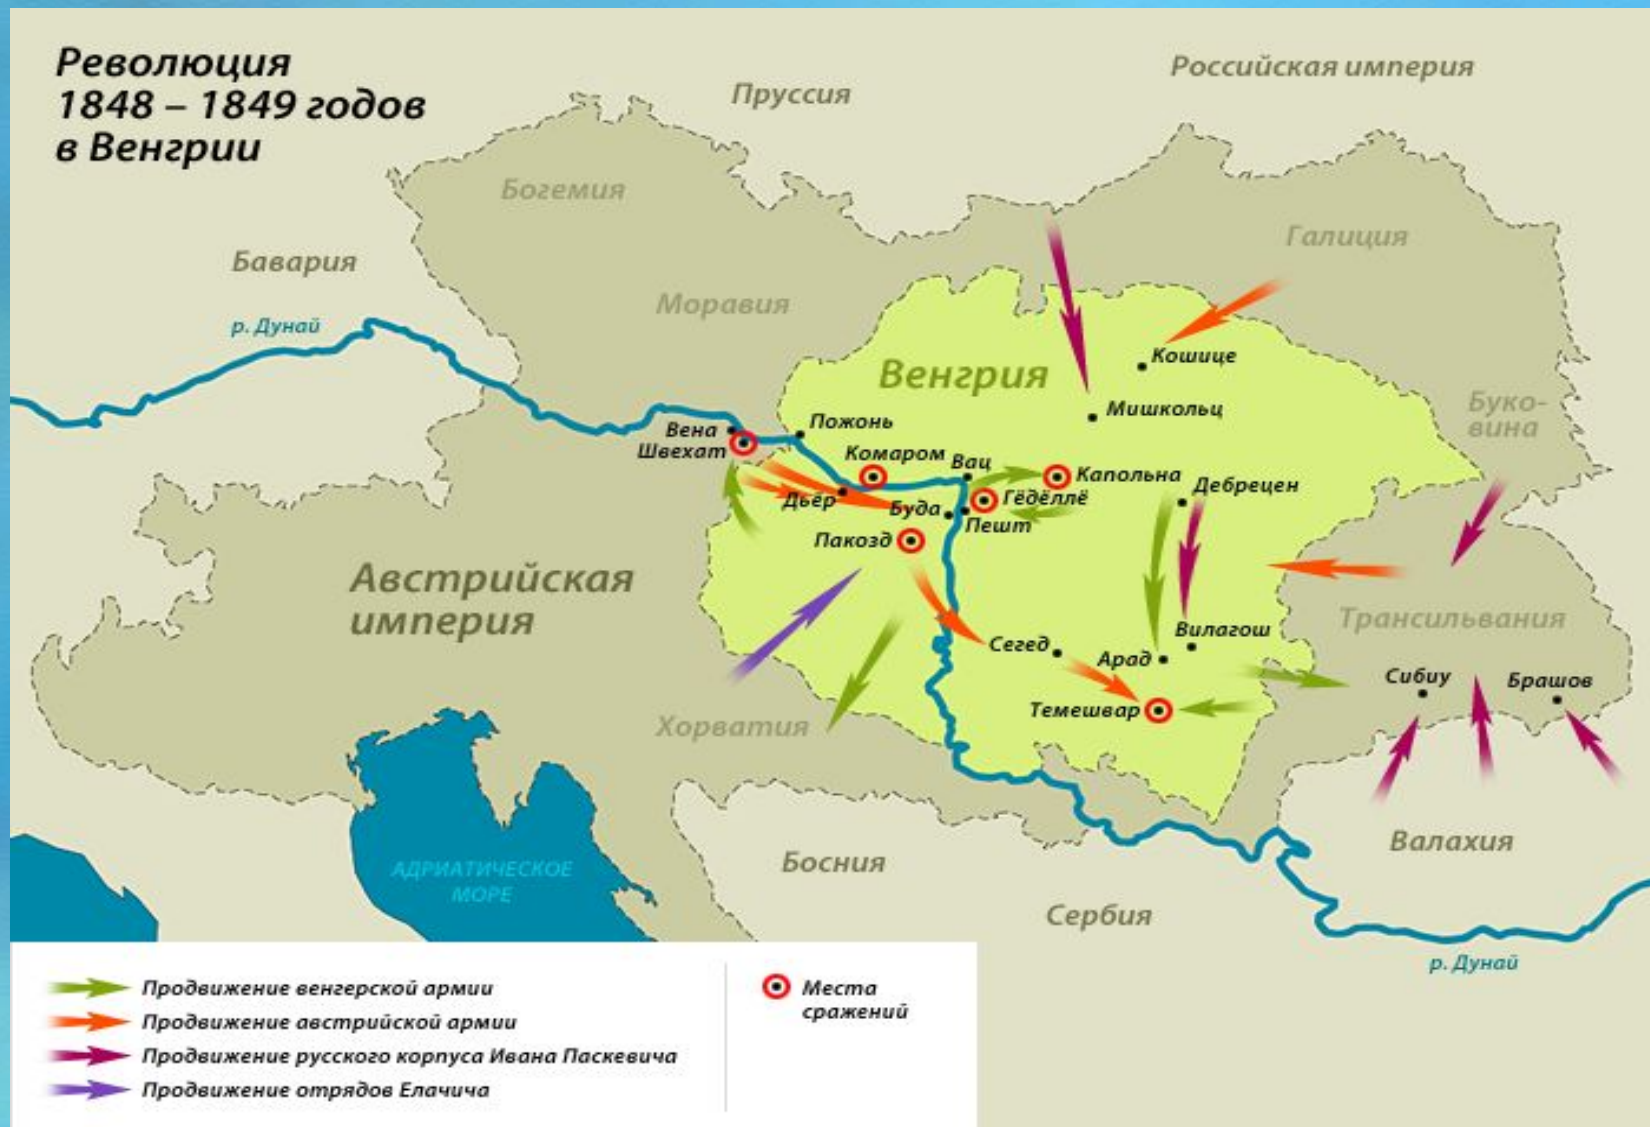 Революция
1848 – 1849 годов
в Венгрии
Российская империя
Пруссия
Богемия
Галиция
Бавария
Моравия
р. Дунай
Кошице
Венгрия
Буко-
вина
Мишкольц
Пожонь
Вена
Швехат
Комаром
Вац
Капольна
Дебрецен
Дьёр
Буда
Гёдёллё
Пешт
Пакозд
Австрийская
империя
Трансильвания
Вилагош
Сегед
Арад
Сибиу
Брашов
Темешвар
Хорватия
Валахия
Босния
АДРИАТИЧЕСКОЕ
МОРЕ
Сербия
р. Дунай
Продвижение венгерской армии
Продвижение австрийской армии
Продвижение русского корпуса Ивана Паскевича
Продвижение отрядов Елачича
Места
сражений